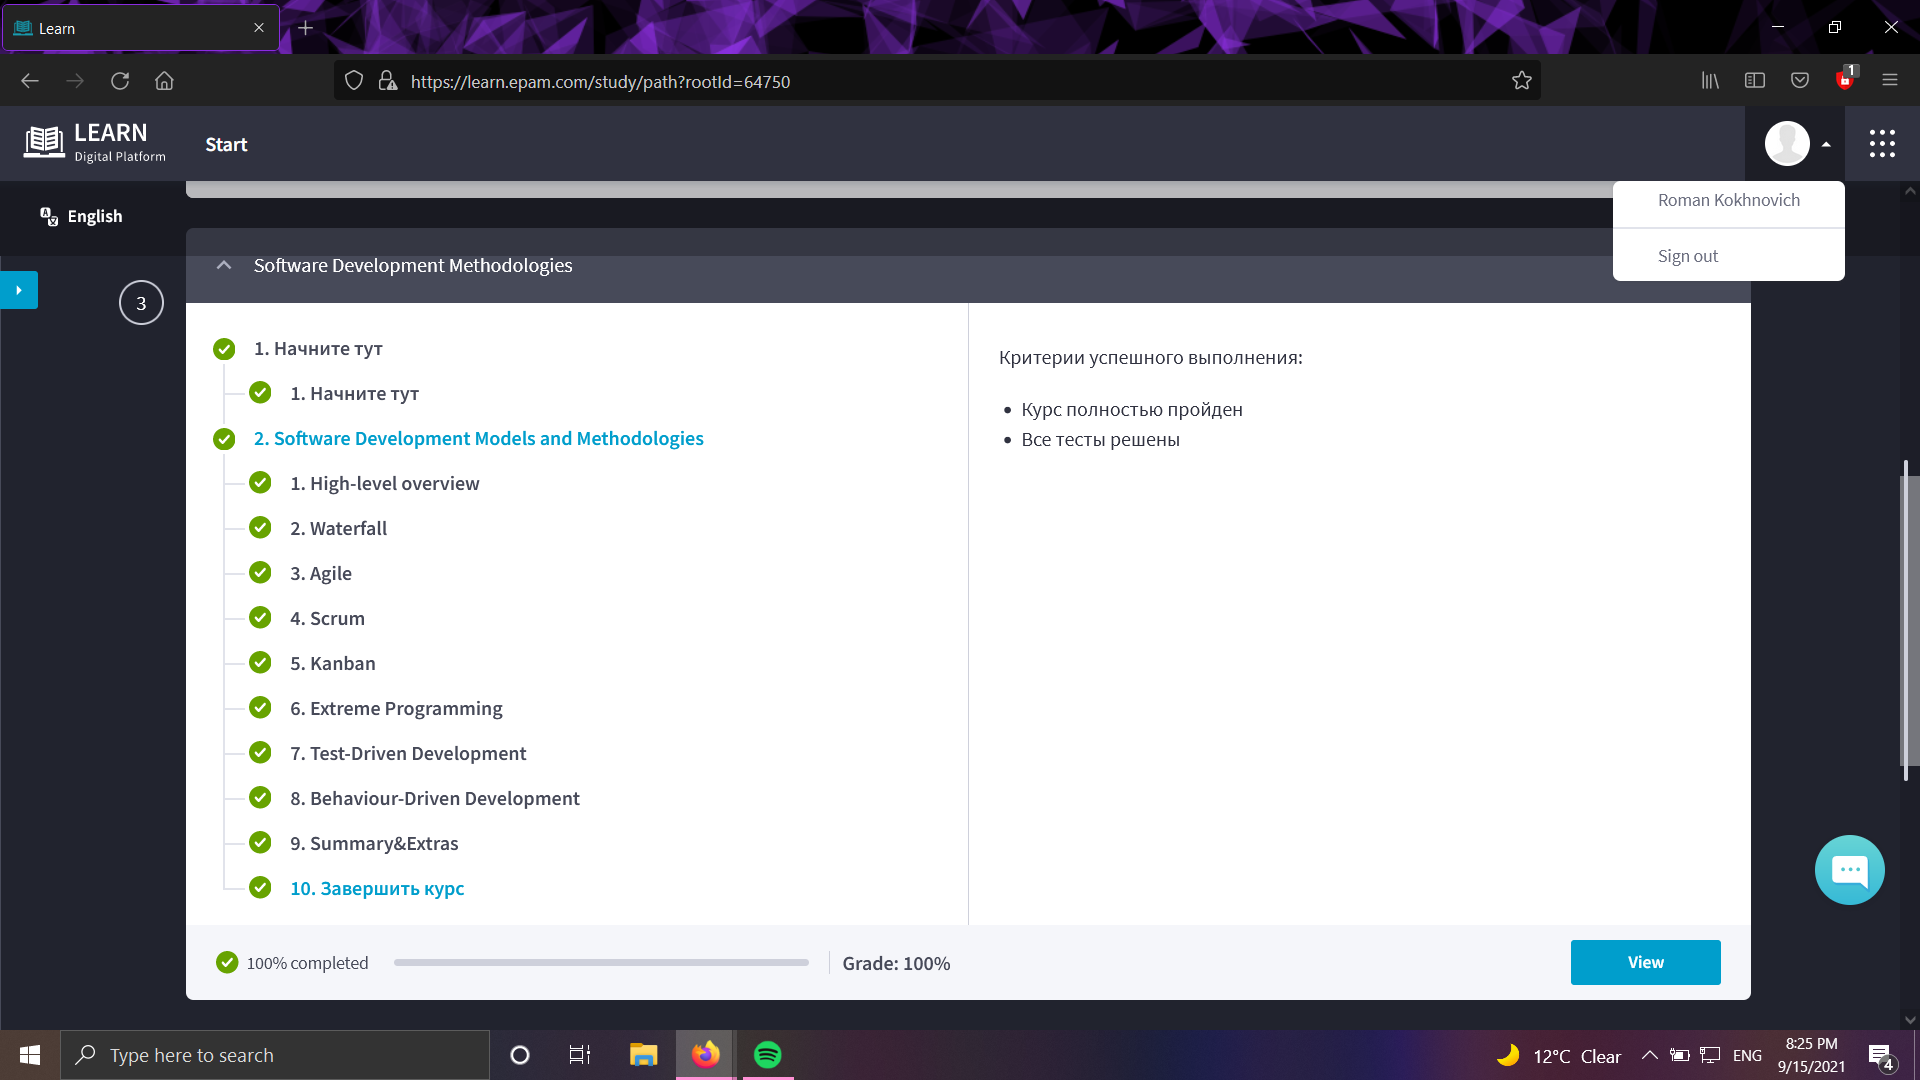 Learn
https://learn.epam.com/study/path?rootId=64750
1
LEARN
Digital Platform
Start
English
Roman Kokhnovich
Sign out
Software Development Methodologies
3
1. Начните тут
1. Начните тут
2. Software Development Models and Methodologies
1. High-level overview
2. Waterfall
3. Agile
4. Scrum
5. Kanban
6. Extreme Programming
7. Test-Driven Development
8. Behaviour-Driven Development
9. Summary&Extras
10. Завершить курс
Критерии успешного выполнения:
• Курс полностью пройден
• Все тесты решены
100% completed
Grade: 100%
View
Type here to search
12°C Clear
ENG
8:25 PM
9/15/2021
4